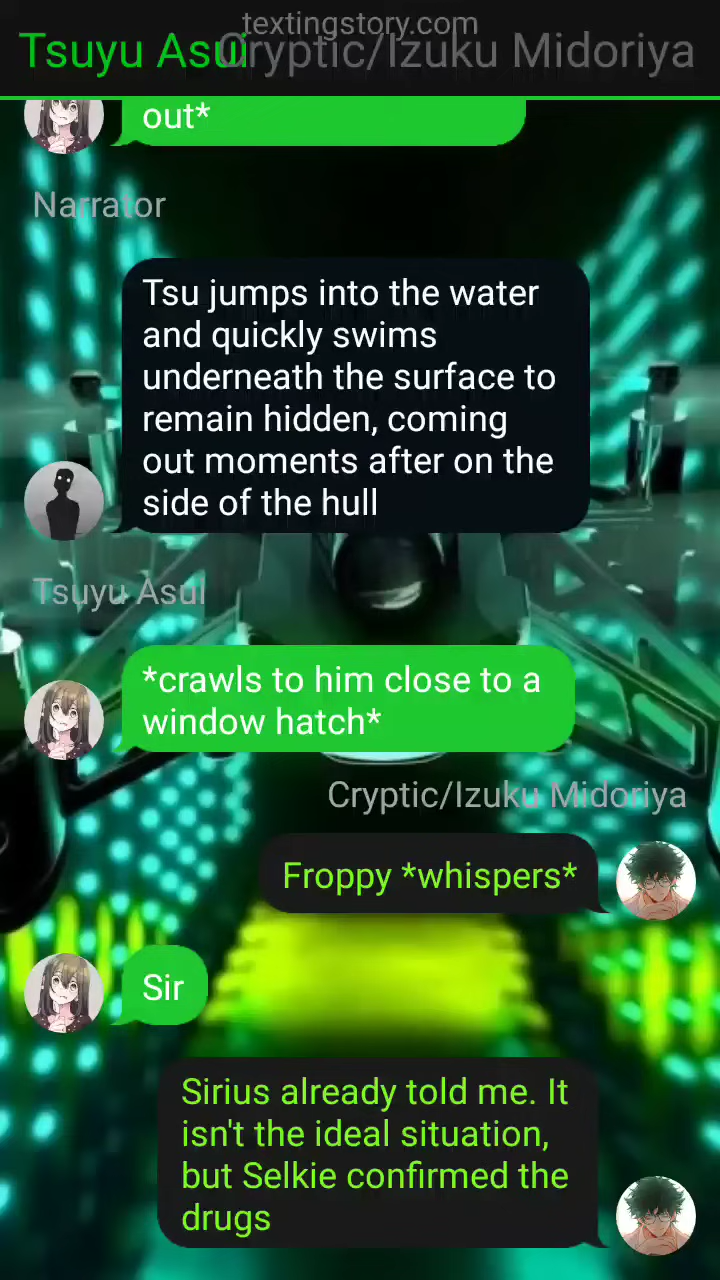 textingstory.com
Tsuyu Asui
Cryptic/Izuku Midoriya
out*
Narrator
Tsu jumps into the water
and quickly swims
underneath the surface to
remain hidden, coming
out moments after on the
side of the hull
Tsuyu Asui
*crawls to him close to a
window hatch*
Cryptic/Izuku Midoriya
Froppy *whispers*
Sir
Sirius already told me. It
isn't the ideal situation,
but Selkie confirmed the
drugs